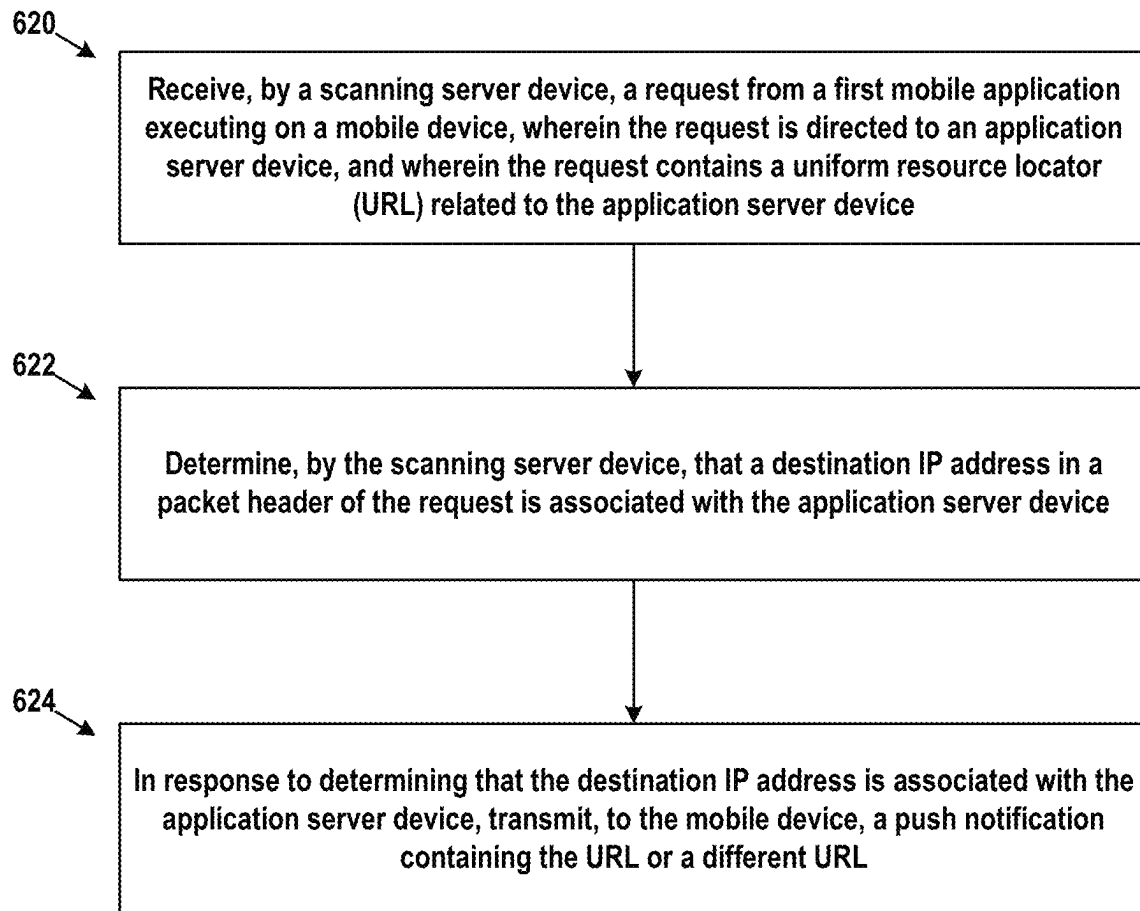 620
Receive, by a scanning server device, a request from a first mobile application
executing on a mobile device, wherein the request is directed to an application
server device, and wherein the request contains a uniform resource locator
(URL) related to the application server device
622
Determine, by the scanning server device, that a destination IP address in a
packet header of the request is associated with the application server device
624
In response to determining that the destination IP address is associated with the
application server device, transmit, to the mobile device, a push notification
containing the URL or a different URL